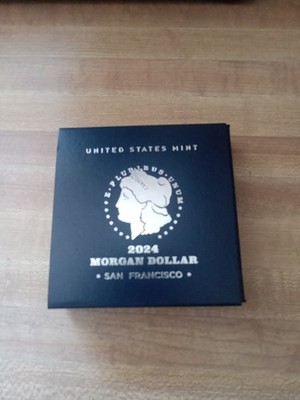 UNITED STATES MINT
E · PLURIBUS · UNUM
2024
MORGAN DOLLAR
• SAN FRANCISCO •